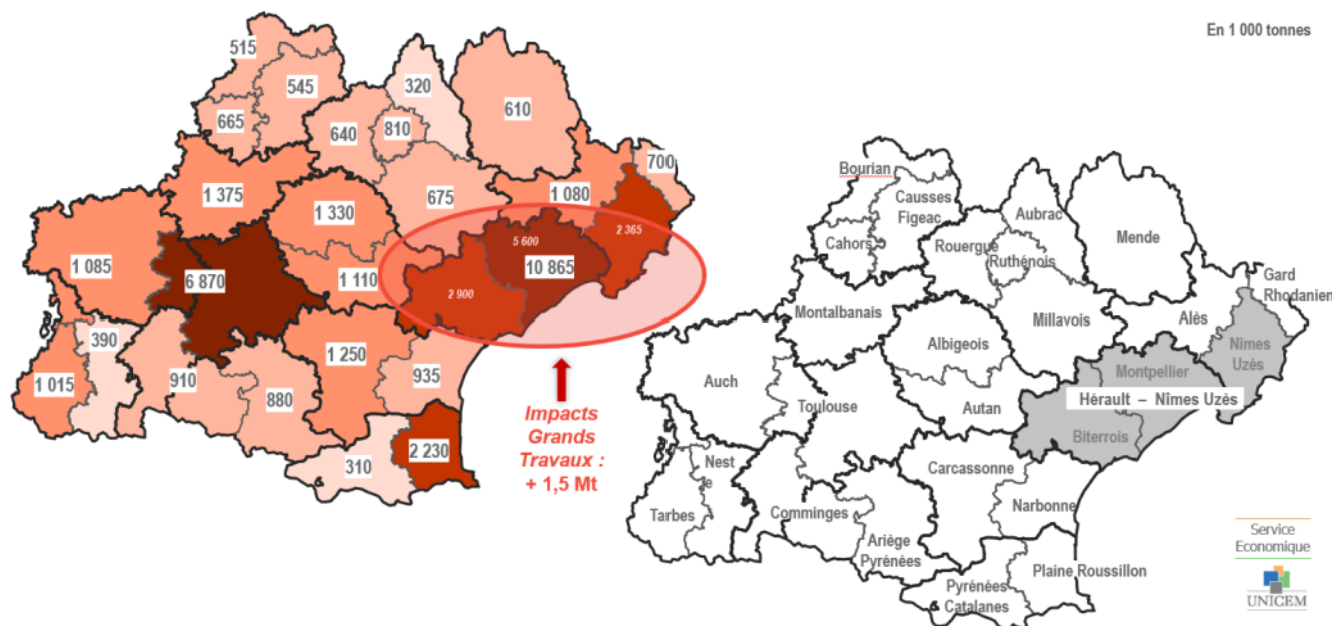 En 1 000 tonnes
515
545
320
610
665
640
810
700
1 375
675
1 080
1 330
2 365
5 600
1 085
6 870
1 110
10 865
2 900
390
1 250
1 015
910
880
935
310
2 230
Impacts
Grands
Travaux :
+ 1,5 Mt
Bourian
Causses
Figeac
Aubrac
Mende
Cahors
Rouergue
Ruthénois
Gard
Rhodanien
Montalbanais
Millavois
Alès
Albigeois
Nîmes
Uzès
Auch
Montpellier
Toulouse
Autan
Hérault – Nîmes Uzès
Biterrois
Nest
le
Carcassonne
Narbonne
Tarbes
Comminges
Ariège
Pyrénées
Plaine Roussillon
Pyrénées
Catalanes
Service
Economique
UNICEM